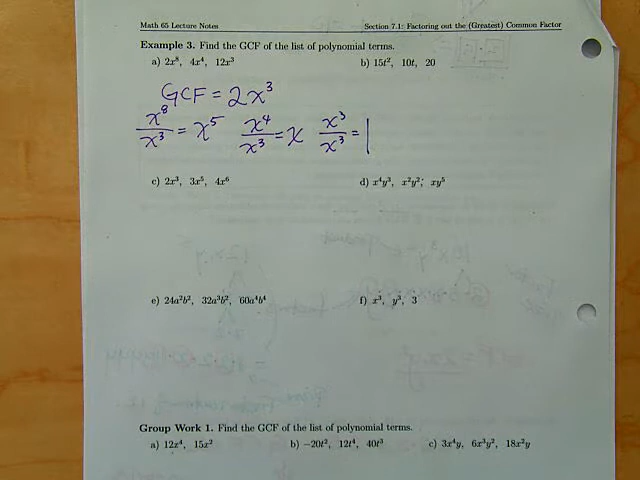 Math 65 Lecture Notes Section 7.1: Factoring out the (Greatest) Common Factor
Example 3. Find the GCF of the list of polynomial terms.
a) 2x⁸, 4x⁴, 12x³ b) 15t², 10t, 20
GCF = 2x³
x⁸/x³ = x⁵ x⁴/x³ = x x³/x³ = 1
c) 2x³, 3x⁵, 4x⁶ d) x⁴y³, x²y²; xy⁵
e) 24a²b², 32a³b², 60a⁴b⁴ f) x³, y³, 3
Group Work 1. Find the GCF of the list of polynomial terms.
a) 12x⁴, 15x² b) −20t², 12t⁴, 40t³ c) 3x⁴y, 6x³y², 18x²y